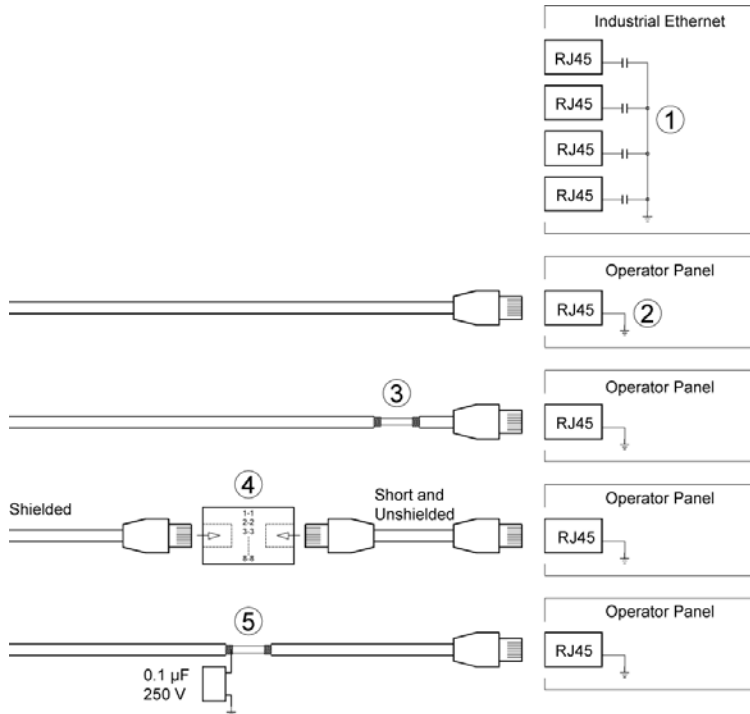 Industrial Ethernet
RJ45
RJ45
1
RJ45
RJ45
Operator Panel
RJ45
2
Operator Panel
3
RJ45
Operator Panel
4
Shielded
Short and
Unshielded
1-1
2-2
3-3
8-8
RJ45
Operator Panel
5
RJ45
0.1 µF
250 V